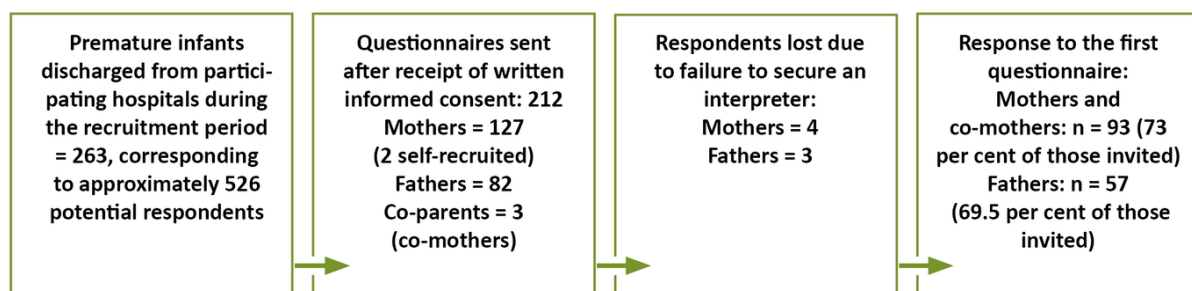 Premature infants
discharged from partici-
pating hospitals during
the recruitment period
= 263, corresponding
to approximately 526
potential respondents
Questionnaires sent
after receipt of written
informed consent: 212
Mothers = 127
(2 self-recruited)
Fathers = 82
Co-parents = 3
(co-mothers)
Respondents lost due
to failure to secure an
interpreter:
Mothers = 4
Fathers = 3
Response to the first
questionnaire:
Mothers and
co-mothers: n = 93 (73
per cent of those invited)
Fathers: n = 57
(69.5 per cent of those
invited)